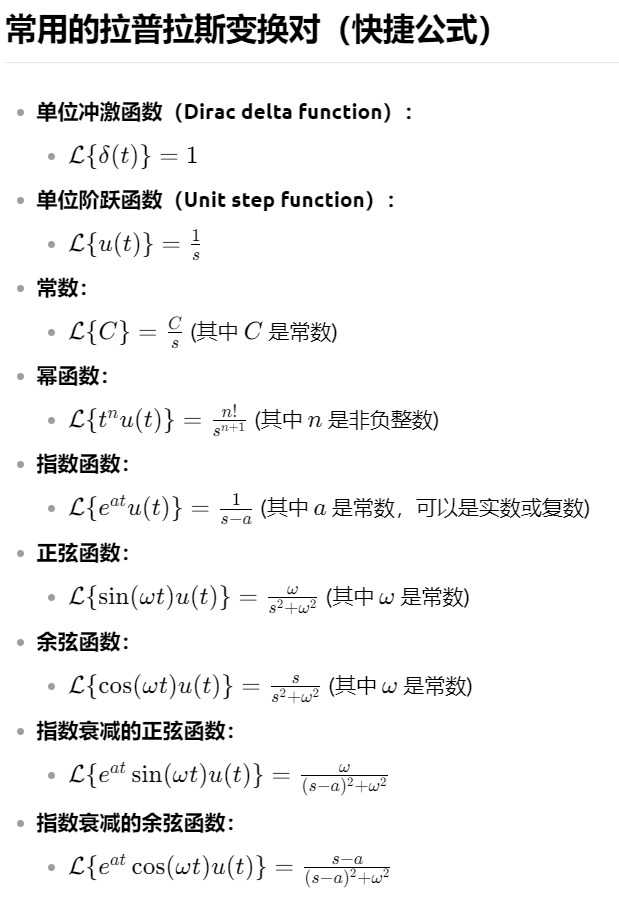 常用的拉普拉斯变换对（快捷公式）
单位冲激函数（Dirac delta function）:
$\mathcal{L}\{\delta(t)\} = 1$
单位阶跃函数（Unit step function）:
$\mathcal{L}\{u(t)\} = \frac{1}{s}$
常数:
$\mathcal{L}\{C\} = \frac{C}{s}$ (其中 $C$ 是常数)
幂函数:
$\mathcal{L}\{t^n u(t)\} = \frac{n!}{s^{n+1}}$ (其中 $n$ 是非负整数)
指数函数:
$\mathcal{L}\{e^{at} u(t)\} = \frac{1}{s-a}$ (其中 $a$ 是常数，可以是实数或复数)
正弦函数:
$\mathcal{L}\{\sin(\omega t)u(t)\} = \frac{\omega}{s^2+\omega^2}$ (其中 $\omega$ 是常数)
余弦函数:
$\mathcal{L}\{\cos(\omega t)u(t)\} = \frac{s}{s^2+\omega^2}$ (其中 $\omega$ 是常数)
指数衰减的正弦函数:
$\mathcal{L}\{e^{at}\sin(\omega t)u(t)\} = \frac{\omega}{(s-a)^2+\omega^2}$
指数衰减的余弦函数:
$\mathcal{L}\{e^{at}\cos(\omega t)u(t)\} = \frac{s-a}{(s-a)^2+\omega^2}$